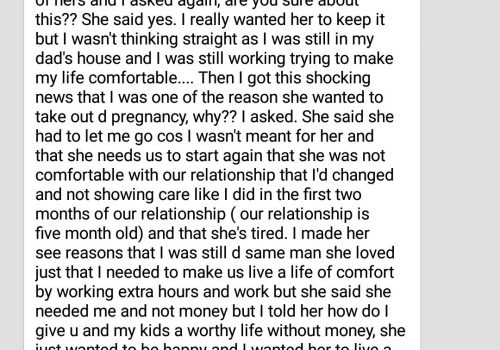 of hers and I asked again, are you sure about
this?? She said yes. I really wanted her to keep it
but I wasn't thinking straight as I was still in my
dad's house and I was still working trying to make
my life comfortable.... Then I got this shocking
news that I was one of the reason she wanted to
take out d pregnancy, why?? I asked. She said she
had to let me go cos I wasn't meant for her and
that she needs us to start again that she was not
comfortable with our relationship that I'd changed
and not showing care like I did in the first two
months of our relationship ( our relationship is
five month old) and that she's tired. I made her
see reasons that I was still d same man she loved
just that I needed to make us live a life of comfort
by working extra hours and work but she said she
needed me and not money but I told her how do I
give u and my kids a worthy life without money, she
just wanted to be happy and I wanted her to live a